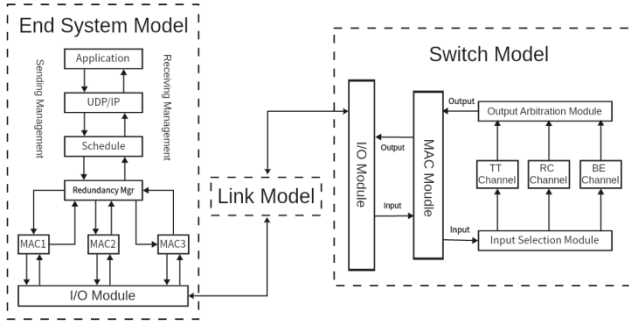 End System Model
Application
Sending Management
Receiving Management
UDP/IP
Schedule
Redundancy Mgr
MAC1
MAC2
MAC3
I/O Module
Link Model
Switch Model
I/O Module
Output
Input
MAC Moudle
Output
Input
Output Arbitration Module
TT
Channel
RC
Channel
BE
Channel
Input Selection Module